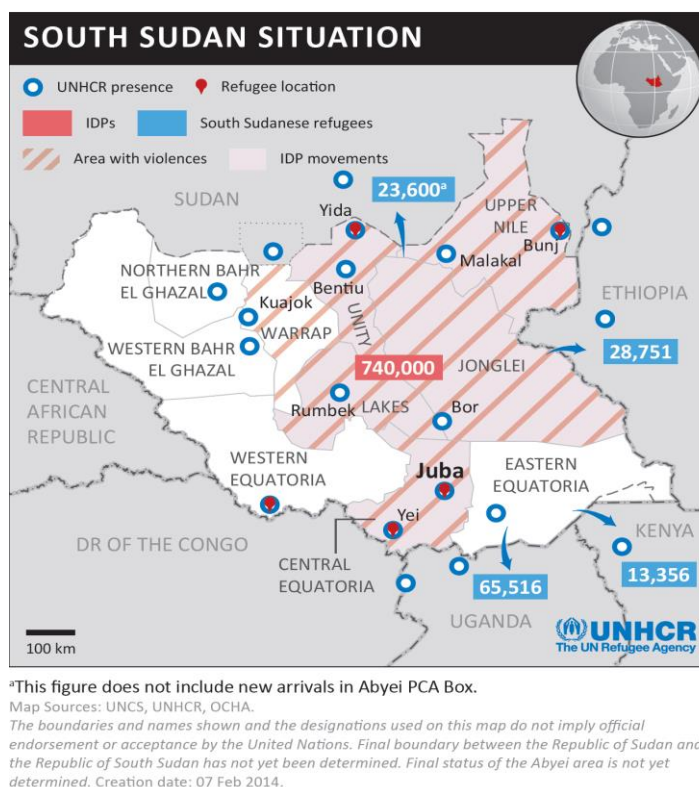 SOUTH SUDAN SITUATION
UNHCR presence
Refugee location
IDPs
South Sudanese refugees
Area with violences
IDP movements
SUDAN
23,600ᵃ
Yida
UPPER
NILE
Bunj
Malakal
NORTHERN BAHR
EL GHAZAL
Bentiu
ETHIOPIA
Kuajok
UNITY
WARRAP
WESTERN BAHR
EL GHAZAL
28,751
740,000
JONGLEI
CENTRAL
AFRICAN
REPUBLIC
Rumbek
LAKES
Bor
WESTERN
EQUATORIA
Juba
EASTERN
EQUATORIA
Yei
DR OF THE CONGO
KENYA
CENTRAL
EQUATORIA
13,356
65,516
UGANDA
UNHCR
The UN Refugee Agency
100 km
ᵃThis figure does not include new arrivals in Abyei PCA Box.
Map Sources: UNCS, UNHCR, OCHA.
The boundaries and names shown and the designations used on this map do not imply official
endorsement or acceptance by the United Nations. Final boundary between the Republic of Sudan and
the Republic of South Sudan has not yet been determined. Final status of the Abyei area is not yet
determined. Creation date: 07 Feb 2014.